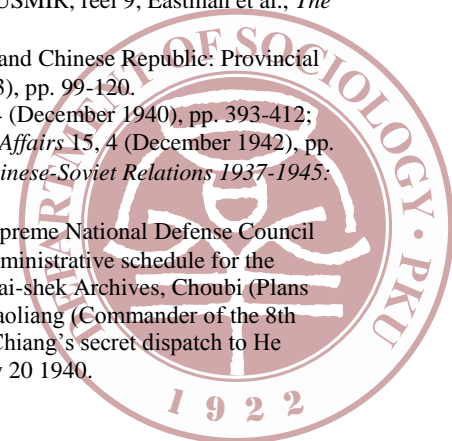 USMIR, reel 9; Eastman et al., The
and Chinese Republic: Provincial
), pp. 99-120.
(December 1940), pp. 393-412;
Affairs 15, 4 (December 1942), pp.
inese-Soviet Relations 1937-1945:
preme National Defense Council
ministrative schedule for the
ai-shek Archives, Choubi (Plans
aoliang (Commander of the 8th
Chiang's secret dispatch to He
20 1940.
DEPARTMENT OF SOCIOLOGY · PKU
1922